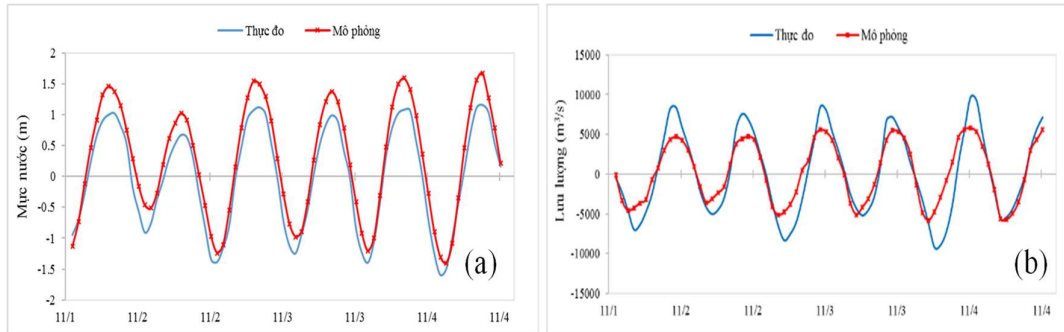 Thực đo Mô phỏng
Mực nước (m)
2
1.5
1
0.5
0
-0.5
-1
-1.5
-2
11/1 11/2 11/2 11/3 11/3 11/4 11/4
(a)
Thực đo Mô phỏng
Lưu lượng (m³/s)
15000
10000
5000
0
-5000
-10000
-15000
11/1 11/2 11/2 11/3 11/3 11/4 11/4
(b)